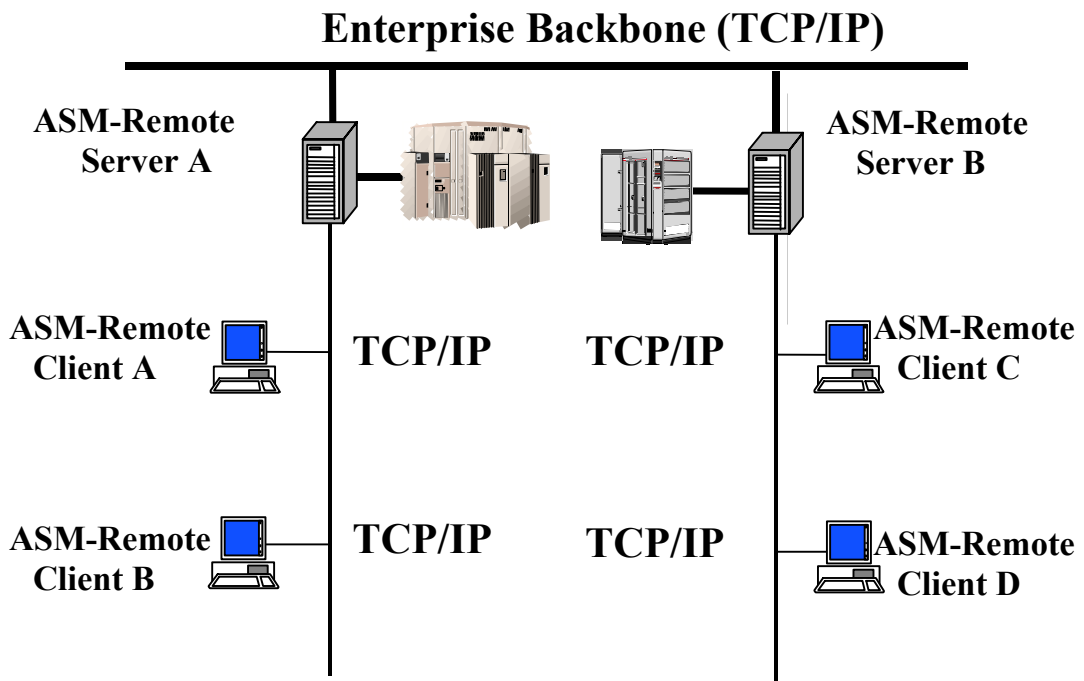 Enterprise Backbone (TCP/IP)
ASM-Remote
Server A
ASM-Remote
Server B
ASM-Remote
Client A
TCP/IP
TCP/IP
ASM-Remote
Client C
ASM-Remote
Client B
TCP/IP
TCP/IP
ASM-Remote
Client D